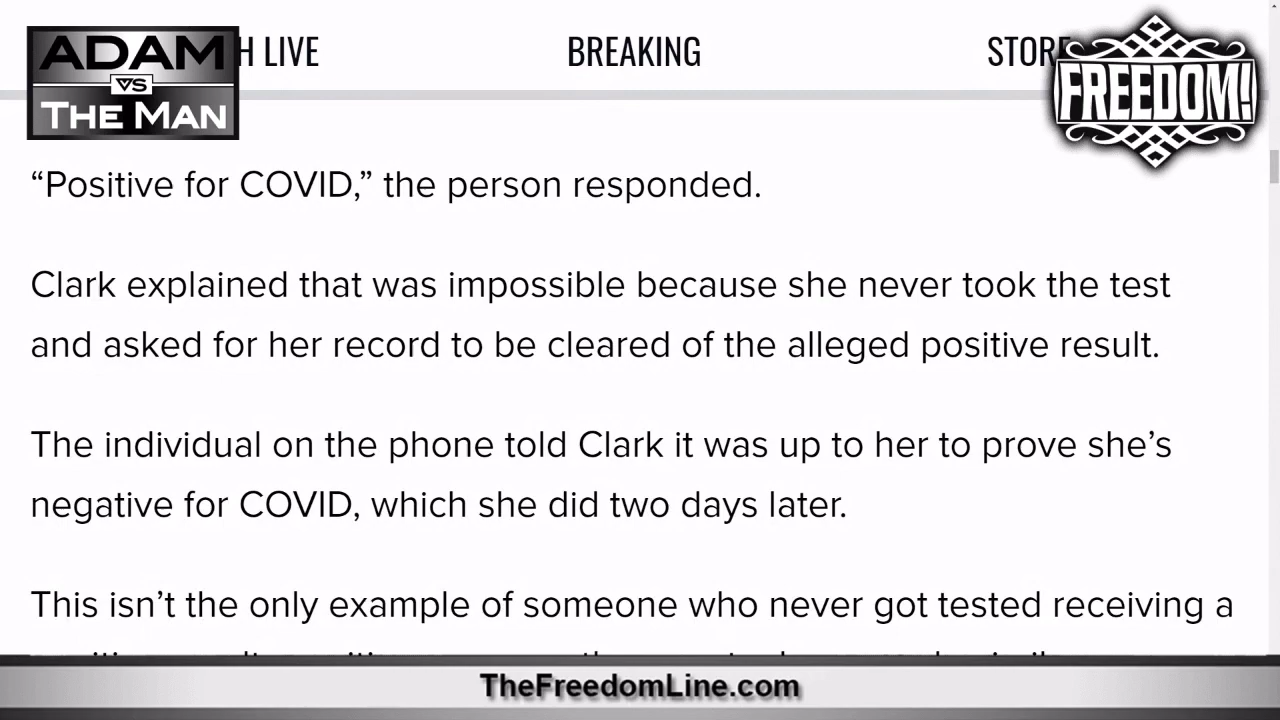 ADAM
VS
THE MAN
H LIVE
BREAKING
STORE
FREEDOM!
“Positive for COVID,” the person responded.
Clark explained that was impossible because she never took the test
and asked for her record to be cleared of the alleged positive result.
The individual on the phone told Clark it was up to her to prove she’s
negative for COVID, which she did two days later.
This isn’t the only example of someone who never got tested receiving a
TheFreedomLine.com